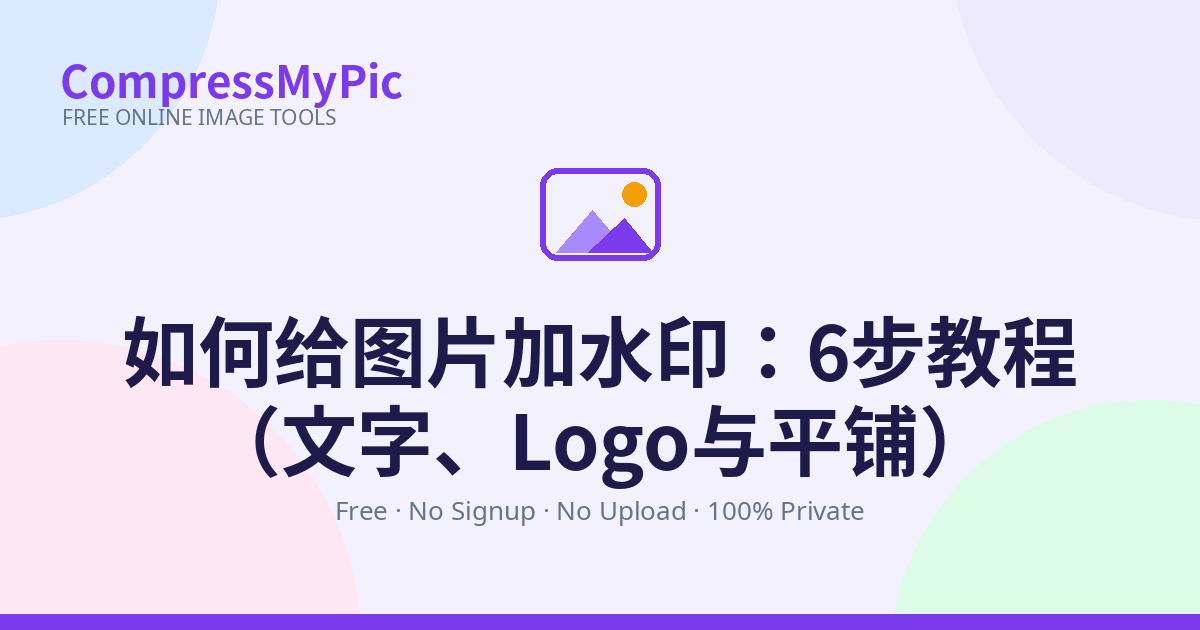 CompressMyPic
FREE ONLINE IMAGE TOOLS
如何给图片加水印：6步教程
（文字、Logo与平铺）
Free · No Signup · No Upload · 100% Private